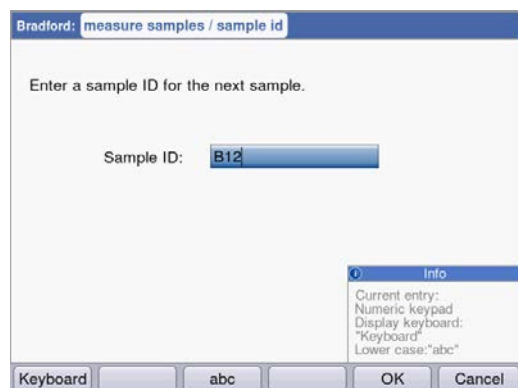 Bradford: measure samples / sample id
Enter a sample ID for the next sample.
Sample ID: B12
Info
Current entry:
Numeric keypad
Display keyboard:
"Keyboard"
Lower case:"abc"
Keyboard abc OK Cancel